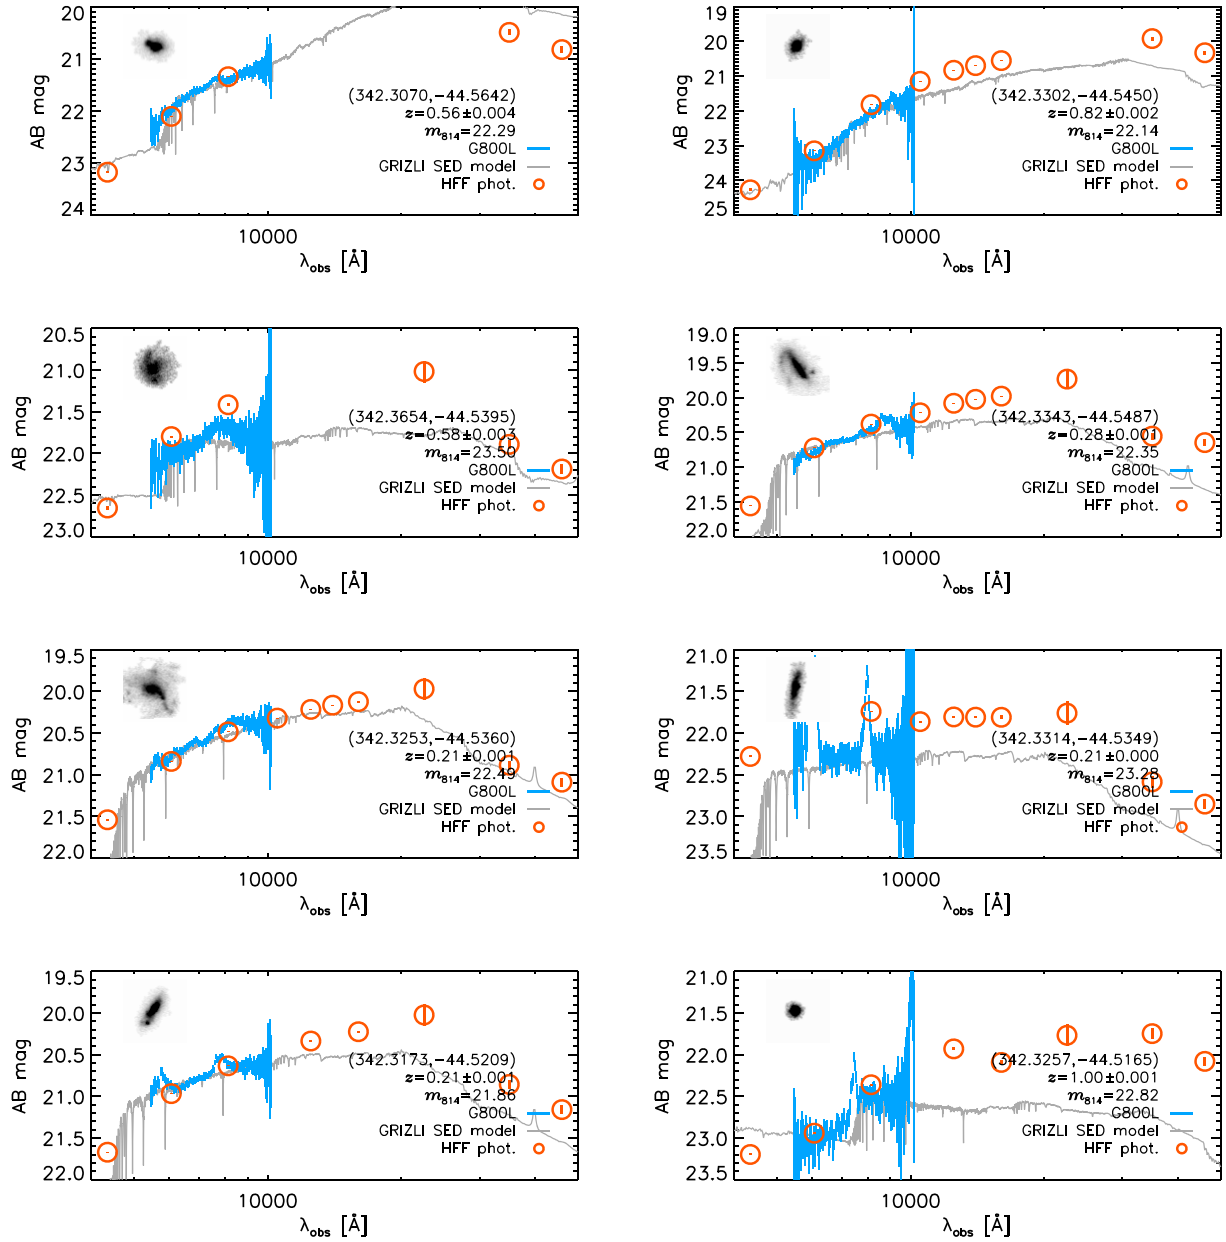 20
21
22
23
24
AB mag
(342.3070,−44.5642)
z=0.56±0.004
m814=22.29
G800L
GRIZLI SED model
HFF phot.
10000
λobs [Å]
19
20
21
22
23
24
25
AB mag
(342.3302,−44.5450)
z=0.82±0.002
m814=22.14
G800L
GRIZLI SED model
HFF phot.
10000
λobs [Å]
20.5
21.0
21.5
22.0
22.5
23.0
AB mag
(342.3654,−44.5395)
z=0.58±0.003
m814=23.50
G800L
GRIZLI SED model
HFF phot.
10000
λobs [Å]
19.0
19.5
20.0
20.5
21.0
21.5
22.0
AB mag
(342.3343,−44.5487)
z=0.28±0.001
m814=22.35
G800L
GRIZLI SED model
HFF phot.
10000
λobs [Å]
19.5
20.0
20.5
21.0
21.5
22.0
AB mag
(342.3253,−44.5360)
z=0.21±0.001
m814=22.49
G800L
GRIZLI SED model
HFF phot.
10000
λobs [Å]
21.0
21.5
22.0
22.5
23.0
23.5
AB mag
(342.3314,−44.5349)
z=0.21±0.000
m814=23.28
G800L
GRIZLI SED model
HFF phot.
10000
λobs [Å]
19.5
20.0
20.5
21.0
21.5
22.0
AB mag
(342.3173,−44.5209)
z=0.21±0.001
m814=21.86
G800L
GRIZLI SED model
HFF phot.
10000
λobs [Å]
21.0
21.5
22.0
22.5
23.0
23.5
AB mag
(342.3257,−44.5165)
z=1.00±0.001
m814=22.82
G800L
GRIZLI SED model
HFF phot.
10000
λobs [Å]